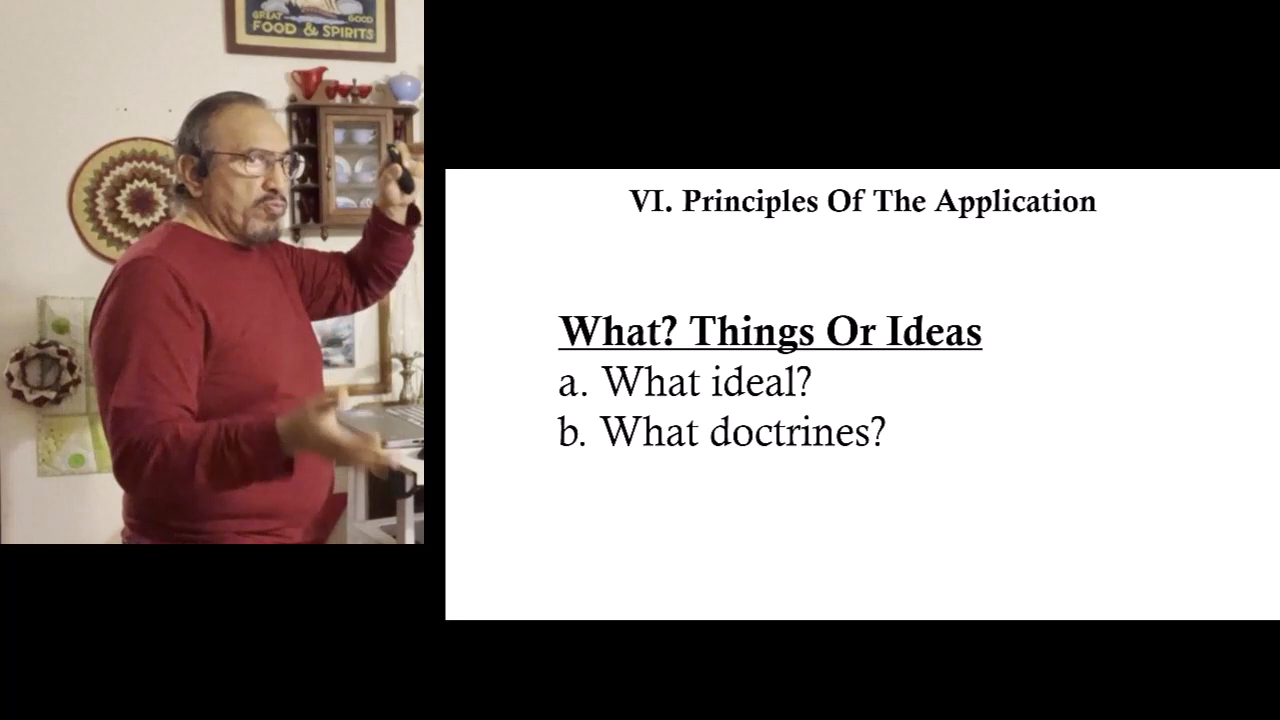 GREAT GOOD
FOOD & SPIRITS
VI. Principles Of The Application
What? Things Or Ideas
a. What ideal?
b. What doctrines?